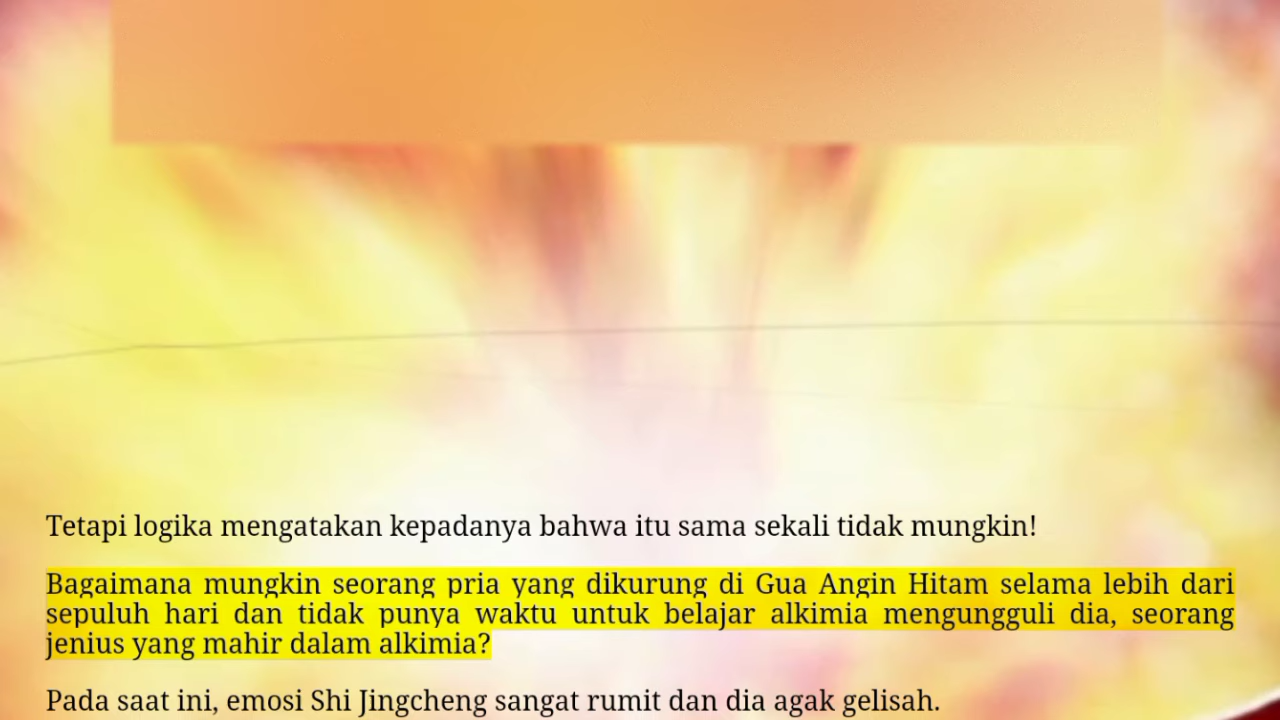 Tetapi logika mengatakan kepadanya bahwa itu sama sekali tidak mungkin!
Bagaimana mungkin seorang pria yang dikurung di Gua Angin Hitam selama lebih dari
sepuluh hari dan tidak punya waktu untuk belajar alkimia mengungguli dia, seorang
jenius yang mahir dalam alkimia?
Pada saat ini, emosi Shi Jingcheng sangat rumit dan dia agak gelisah.